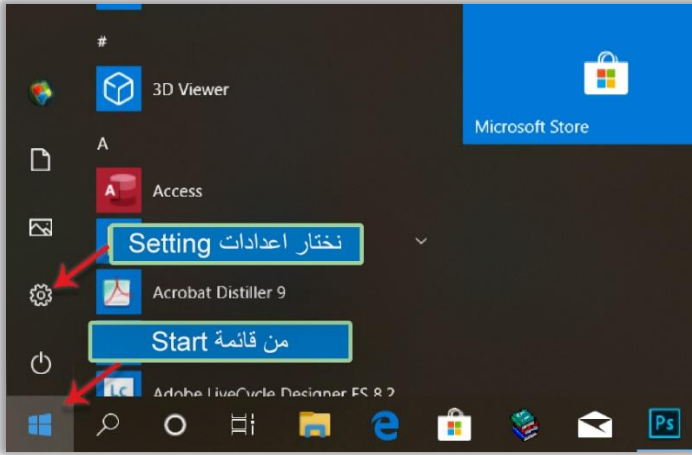 #
3D Viewer
Microsoft Store
A
Access
نختار اعدادات Setting
Acrobat Distiller 9
من قائمة Start
Adobe LiveCycle Designer ES 8.2
Ps